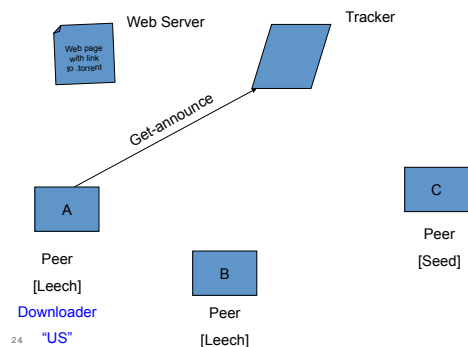 Web Server
Tracker
Web page
with link
to .torrent
Get-announce
A
C
Peer
[Seed]
Peer
[Leech]
Downloader
"US"
B
Peer
[Leech]
24